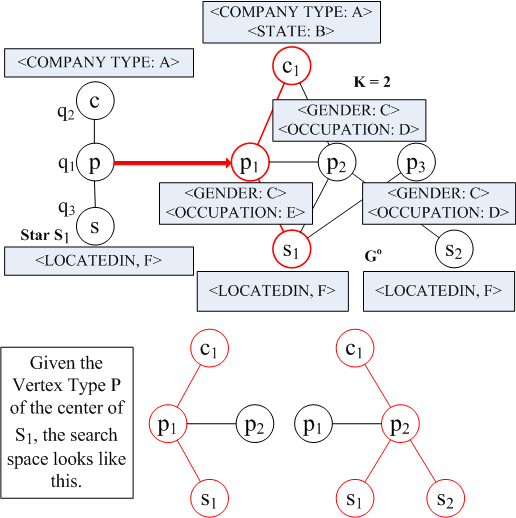 <COMPANY TYPE: A>
<STATE: B>
<COMPANY TYPE: A>
c1
K = 2
q2
c
<GENDER: C>
<OCCUPATION: D>
q1
p
p1
p2
p3
<GENDER: C>
<OCCUPATION: E>
<GENDER: C>
<OCCUPATION: D>
q3
s
Star S1
s1
s2
Go
<LOCATEDIN, F>
<LOCATEDIN, F>
<LOCATEDIN, F>
Given the
Vertex Type P
of the center of
S1, the search
space looks like
this.
c1
p1
p2
s1
c1
p1
p2
s1
s2